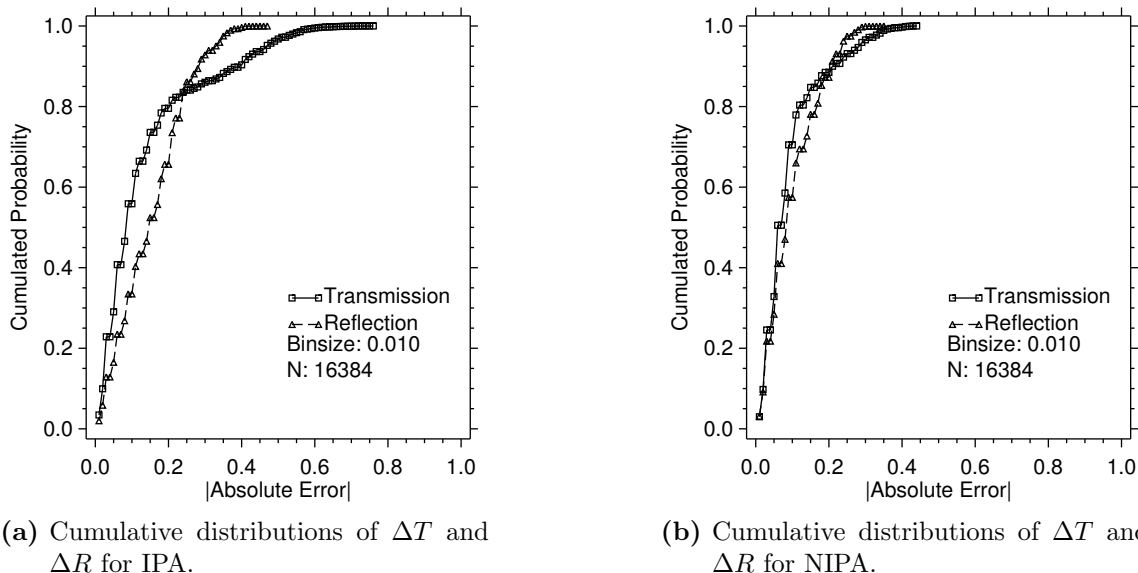 1.0
0.8
0.6
0.4
0.2
0.0
Cumulated Probability
Transmission
Reflection
Binsize: 0.010
N: 16384
0.0 0.2 0.4 0.6 0.8 1.0
|Absolute Error|
(a) Cumulative distributions of ΔT and
ΔR for IPA.
1.0
0.8
0.6
0.4
0.2
0.0
Cumulated Probability
Transmission
Reflection
Binsize: 0.010
N: 16384
0.0 0.2 0.4 0.6 0.8 1.0
|Absolute Error|
(b) Cumulative distributions of ΔT and
ΔR for NIPA.